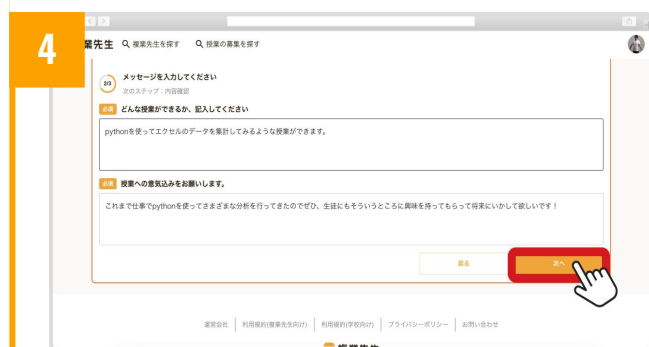 4
業先生 複業先生を探す 授業の募集を探す
2/3 メッセージを入力してください
次のステップ：内容確認
必須 どんな授業ができるか、記入してください
pythonを使ってエクセルのデータを集計してみるような授業ができます。
必須 授業への意気込みをお願いします。
これまで仕事でpythonを使ってさまざまな分析を行ってきたのでぜひ、生徒にもそういうところに興味を持ってもらって将来にいかして欲しいです！
戻る 次へ
運営会社 利用規約(複業先生向け) 利用規約(学校向け) プライバシーポリシー お問い合わせ
複業先生